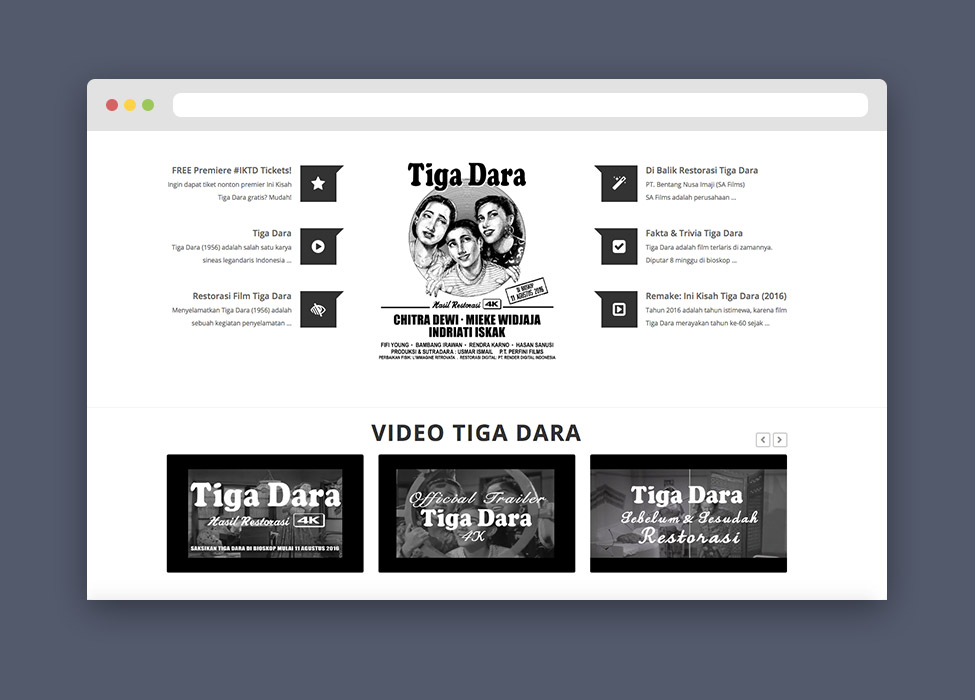 FREE Premiere #IKTD Tickets!
Ingin dapat tiket nonton premier Ini Kisah
Tiga Dara gratis? Mudah!
Tiga Dara
Tiga Dara (1956) adalah salah satu karya
sineas legandaris Indonesia ...
Restorasi Film Tiga Dara
Menyelamatkan Tiga Dara (1956) adalah
sebuah kegiatan penyelamatan ...
Tiga Dara
DI BIOSKOP
11 AGUSTUS 2016
Hasil Restorasi 4K
CHITRA DEWI · MIEKE WIDJAJA
INDRIATI ISKAK
FIFI YOUNG • BAMBANG IRAWAN • RENDRA KARNO • HASAN SANUSI
PRODUKSI & SUTRADARA : USMAR ISMAIL P.T. PERFINI FILMS
PERBAIKAN FISIK: L'IMMAGINE RITROVATA . RESTORASI DIGITAL: PT. RENDER DIGITAL INDONESIA
Di Balik Restorasi Tiga Dara
PT. Bentang Nusa Imaji (SA Films)
SA Films adalah perusahaan ...
Fakta & Trivia Tiga Dara
Tiga Dara adalah film terlaris di zamannya.
Diputar 8 minggu di bioskop ...
Remake: Ini Kisah Tiga Dara (2016)
Tahun 2016 adalah tahun istimewa, karena film
Tiga Dara merayakan tahun ke-60 sejak ...
VIDEO TIGA DARA
Tiga Dara
Hasil Restorasi 4K
SAKSIKAN TIGA DARA DI BIOSKOP MULAI 11 AGUSTUS 2016
Official Trailer
Tiga Dara
4K
Tiga Dara
Sebelum & Sesudah
Restorasi